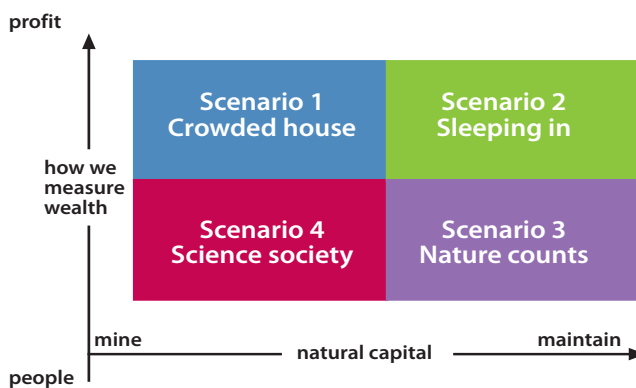 profit
Scenario 1
Crowded house
Scenario 2
Sleeping in
how we
measure
wealth
Scenario 4
Science society
Scenario 3
Nature counts
mine
natural capital
maintain
people